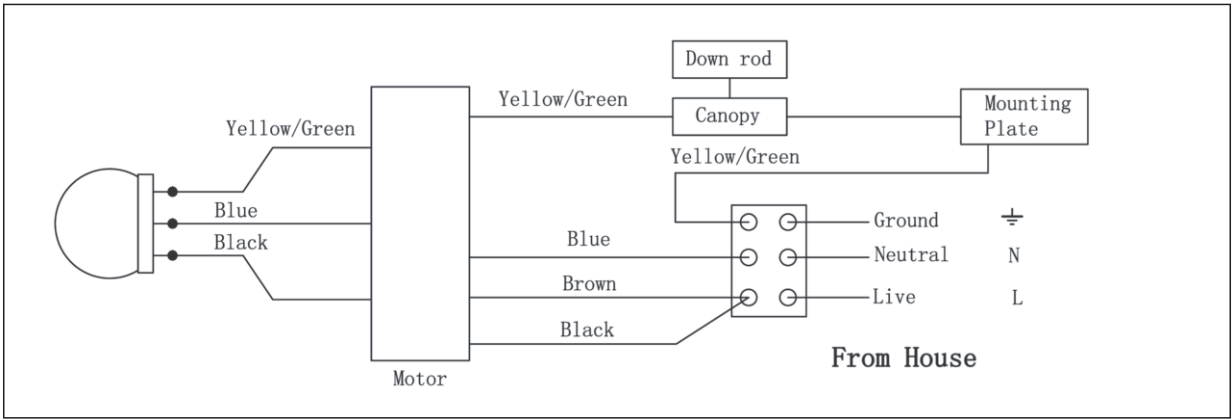 Down rod
Yellow/Green
Canopy
Mounting
Plate
Yellow/Green
Yellow/Green
Blue
Black
Blue
Brown
Black
Ground
Neutral N
Live L
From House
Motor